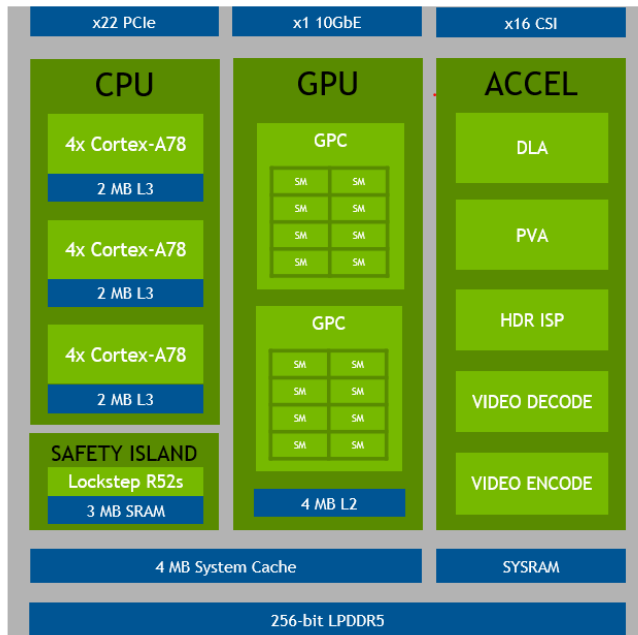 x22 PCIe
x1 10GbE
x16 CSI
CPU
4x Cortex-A78
2 MB L3
4x Cortex-A78
2 MB L3
4x Cortex-A78
2 MB L3
SAFETY ISLAND
Lockstep R52s
3 MB SRAM
GPU
GPC
SM SM
SM SM
SM SM
SM SM
GPC
SM SM
SM SM
SM SM
SM SM
4 MB L2
ACCEL
DLA
PVA
HDR ISP
VIDEO DECODE
VIDEO ENCODE
4 MB System Cache
SYSRAM
256-bit LPDDR5